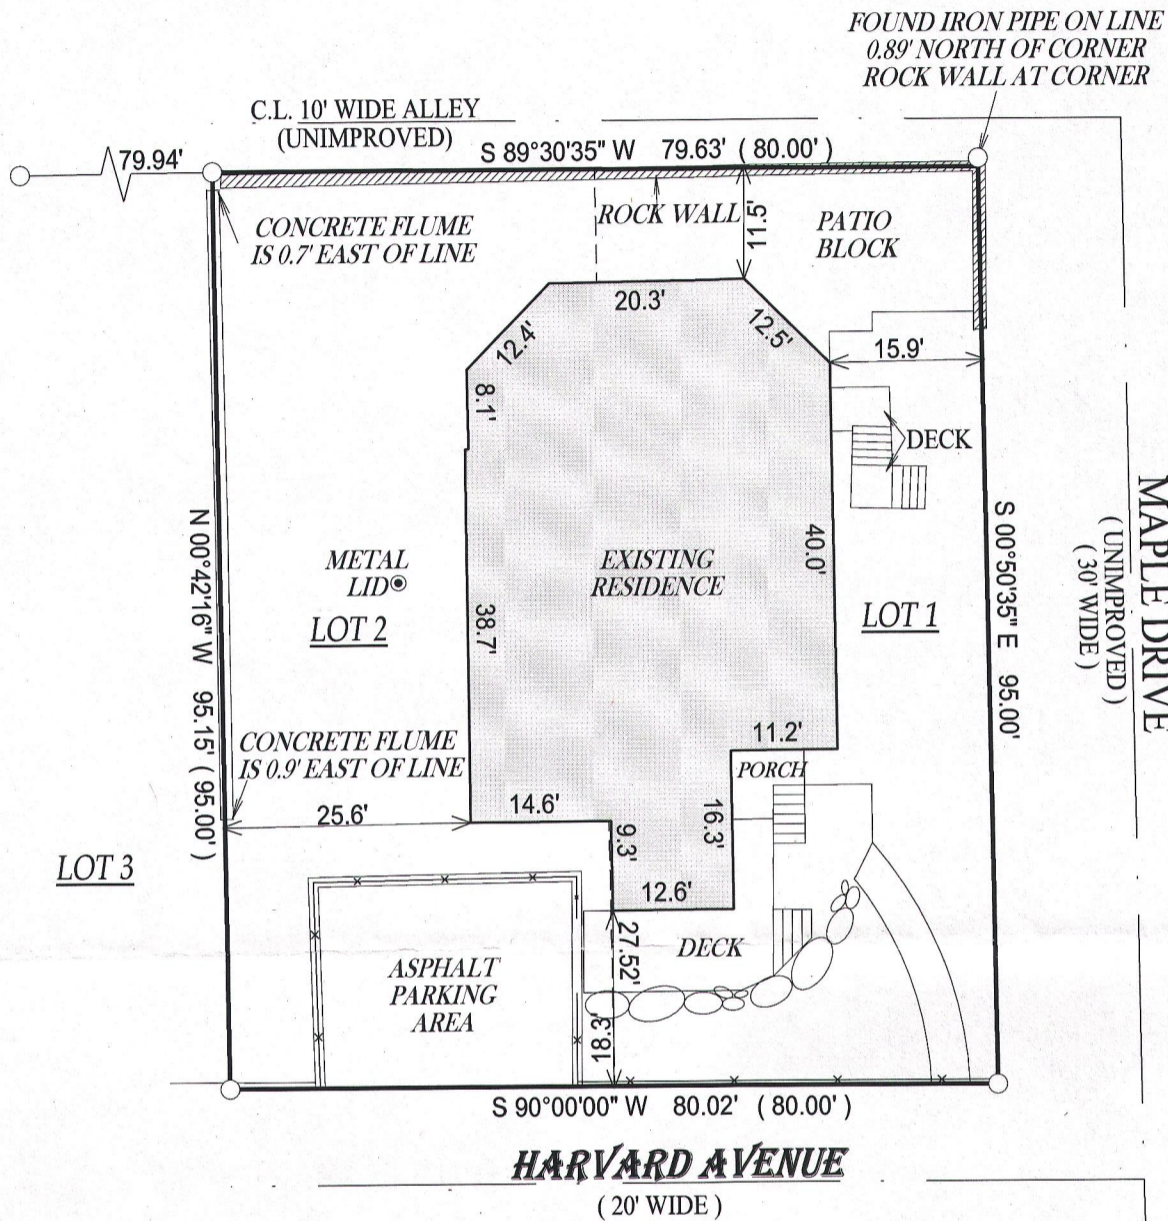 FOUND IRON PIPE ON LINE
0.89' NORTH OF CORNER
ROCK WALL AT CORNER
C.L. 10' WIDE ALLEY
(UNIMPROVED)
79.94'
S 89°30'35" W 79.63' ( 80.00' )
CONCRETE FLUME
IS 0.7' EAST OF LINE
ROCK WALL
11.5'
PATIO
BLOCK
20.3'
12.4'
12.5'
15.9'
8.1'
DECK
N 00°42'16" W 95.15' ( 95.00' )
METAL
LID
LOT 2
38.7'
EXISTING
RESIDENCE
40.0'
LOT 1
S 00°50'35" E 95.00'
MAPLE DRIVE
( UNIMPROVED )
( 30' WIDE )
CONCRETE FLUME
IS 0.9' EAST OF LINE
11.2'
PORCH
25.6'
14.6'
9.3'
16.3'
LOT 3
12.6'
27.52'
DECK
ASPHALT
PARKING
AREA
18.3'
S 90°00'00" W 80.02' ( 80.00' )
HARVARD AVENUE
( 20' WIDE )